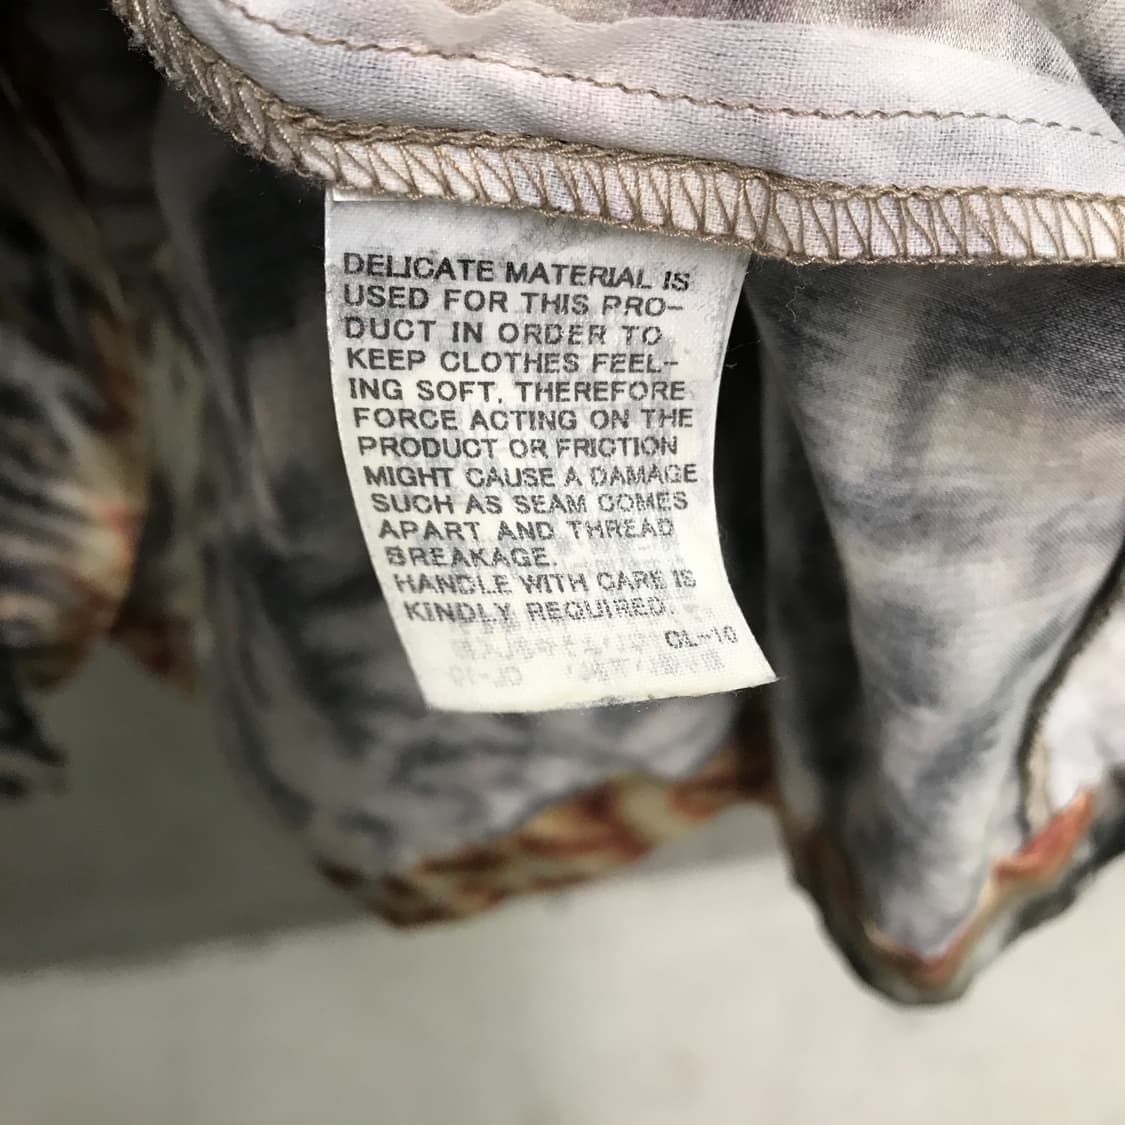 DELICATE MATERIAL IS
USED FOR THIS PRO-
DUCT IN ORDER TO
KEEP CLOTHES FEEL-
ING SOFT, THEREFORE
FORCE ACTING ON THE
PRODUCT OR FRICTION
MIGHT CAUSE A DAMAGE
SUCH AS SEAM COMES
APART AND THREAD
BREAKAGE.
HANDLE WITH CARE IS
KINDLY REQUIRED.
CL-10